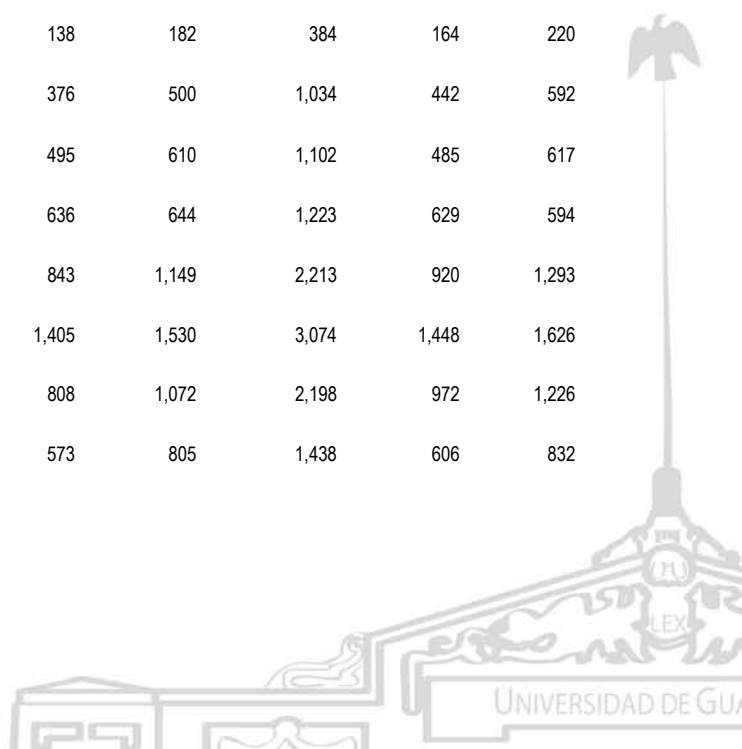 138 182 384 164 220
376 500 1,034 442 592
495 610 1,102 485 617
636 644 1,223 629 594
843 1,149 2,213 920 1,293
1,405 1,530 3,074 1,448 1,626
808 1,072 2,198 972 1,226
573 805 1,438 606 832
LEX
UNIVERSIDAD DE GUA